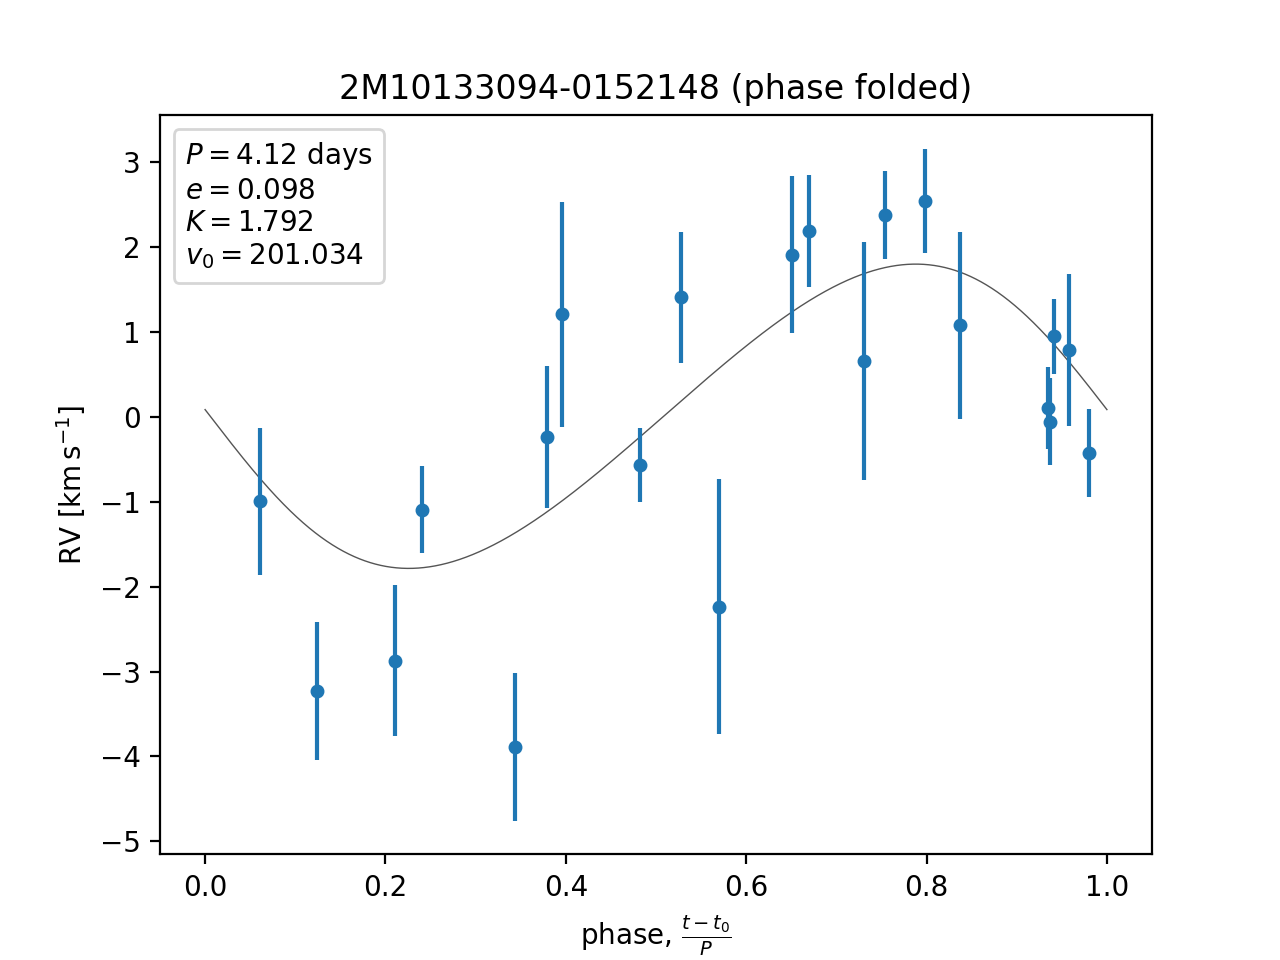 2M10133094-0152148 (phase folded)
P = 4.12 days
e = 0.098
K = 1.792
v₀ = 201.034
3
2
1
0
−1
−2
−3
−4
−5
RV [km s⁻¹]
0.0 0.2 0.4 0.6 0.8 1.0
phase, (t − t₀)/P